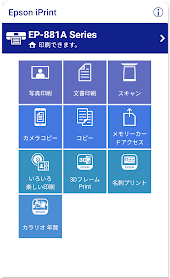 Epson iPrint
EP-881A Series
印刷できます。
写真印刷
文書印刷
スキャン
カメラコピー
コピー
メモリーカー
ドアクセス
いろいろ
楽しい印刷
3Dフレーム
Print
名刺プリント
カラリオ 年賀